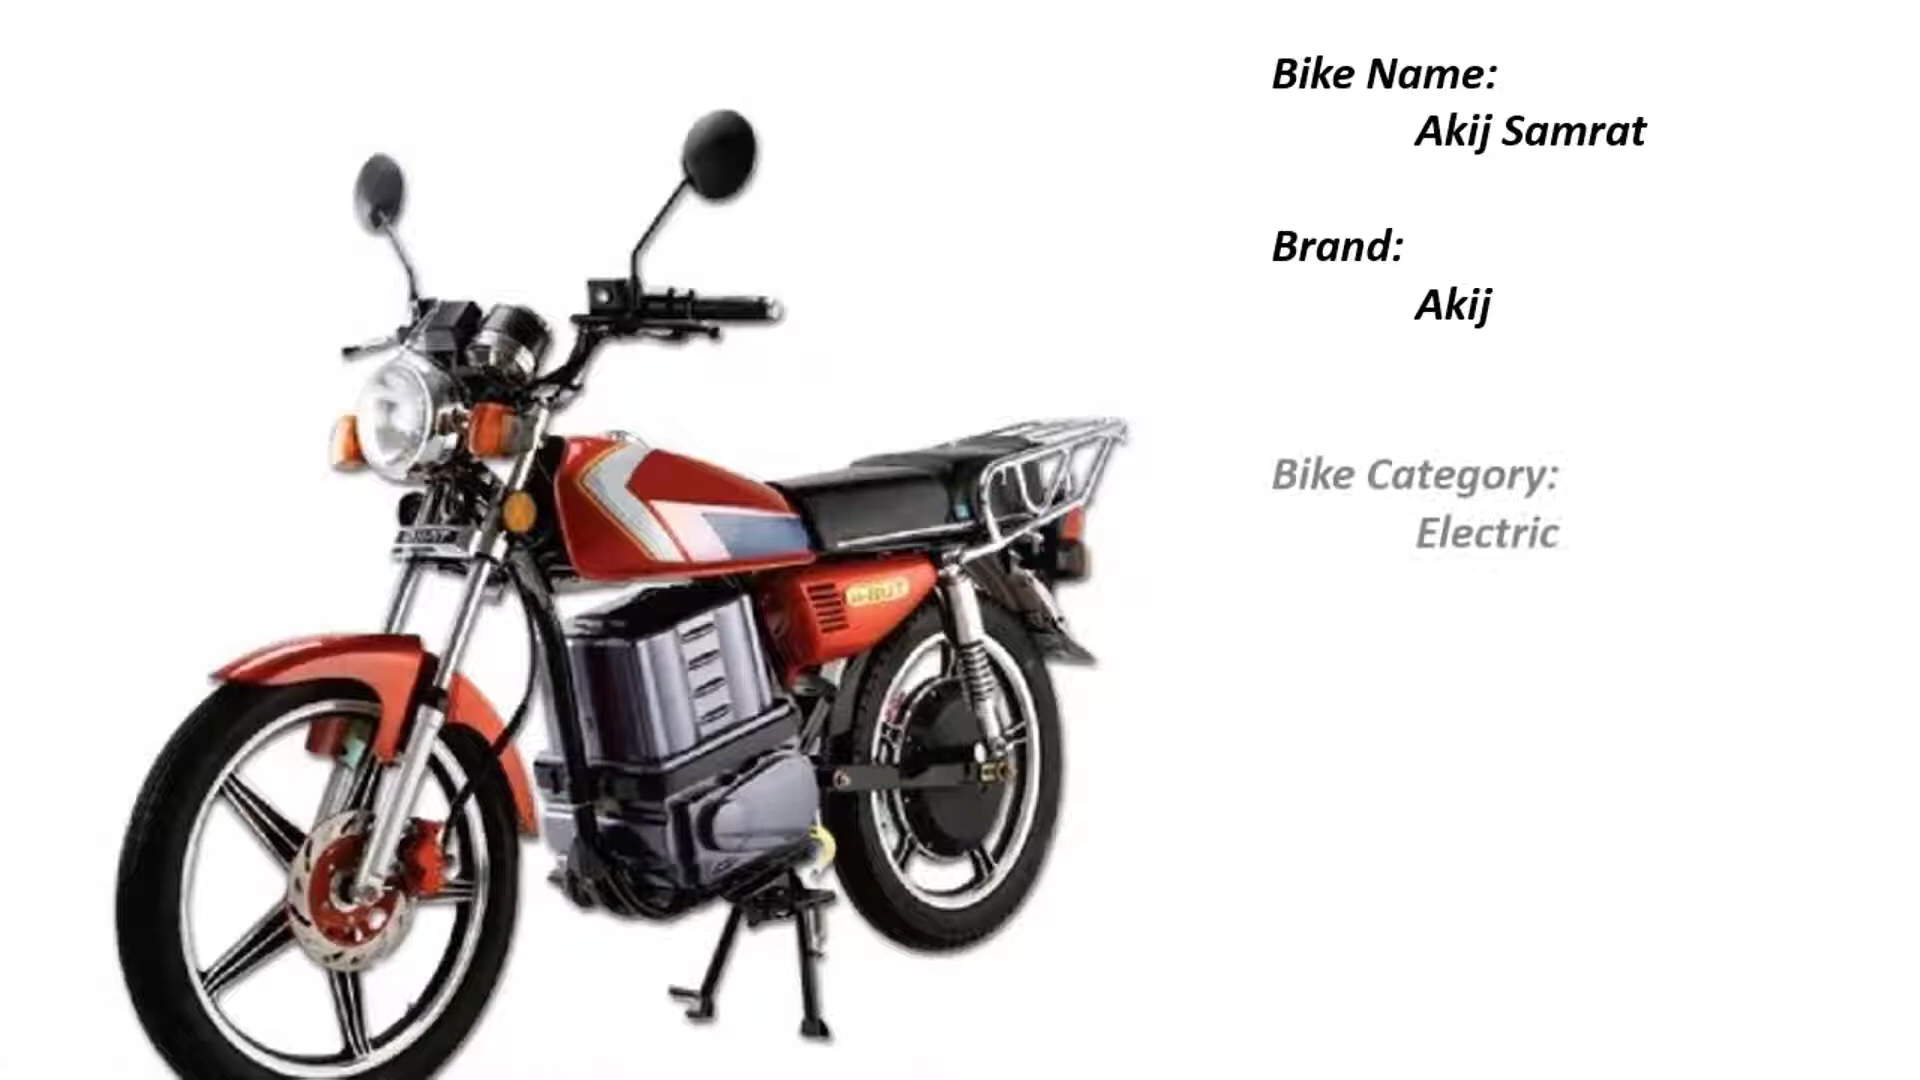 Bike Name:
Akij Samrat
Brand:
Akij
Bike Category:
Electric